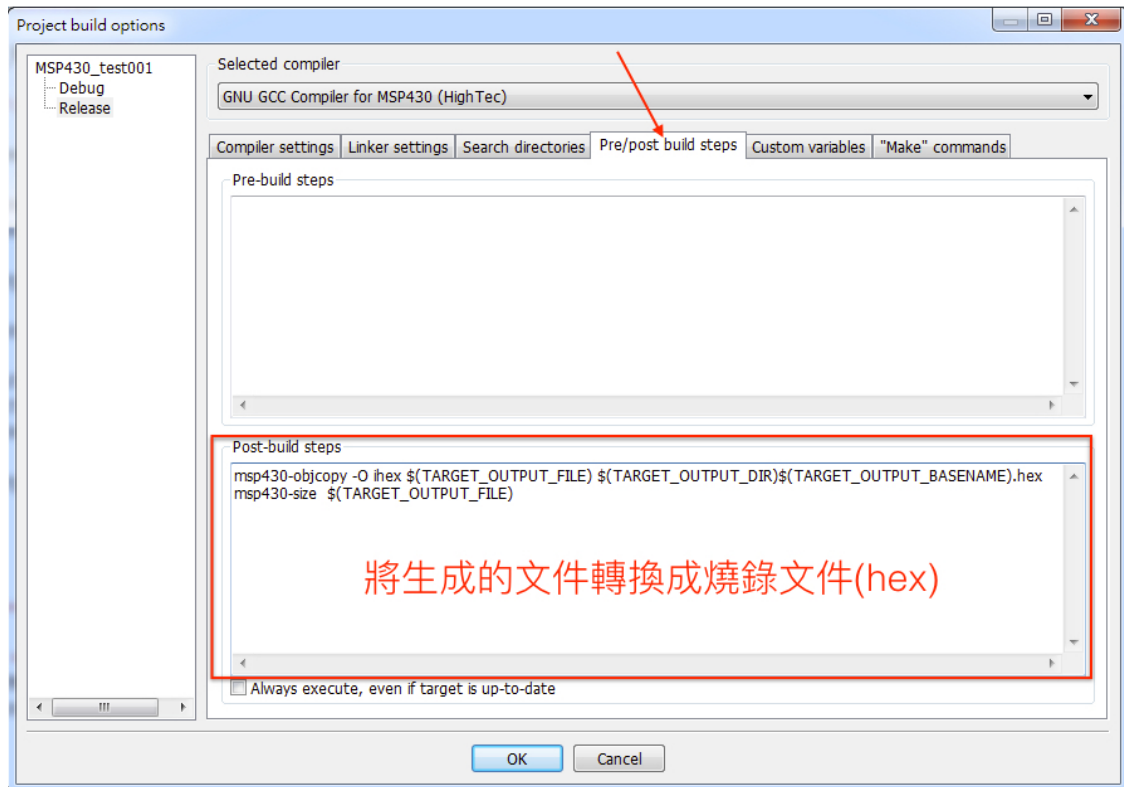 Project build options
MSP430_test001
Debug
Release
Selected compiler
GNU GCC Compiler for MSP430 (HighTec)
Compiler settings
Linker settings
Search directories
Pre/post build steps
Custom variables
"Make" commands
Pre-build steps
Post-build steps
msp430-objcopy -O ihex $(TARGET_OUTPUT_FILE) $(TARGET_OUTPUT_DIR)$(TARGET_OUTPUT_BASENAME).hex
msp430-size  $(TARGET_OUTPUT_FILE)
將生成的文件轉換成燒錄文件(hex)
Always execute, even if target is up-to-date
OK
Cancel